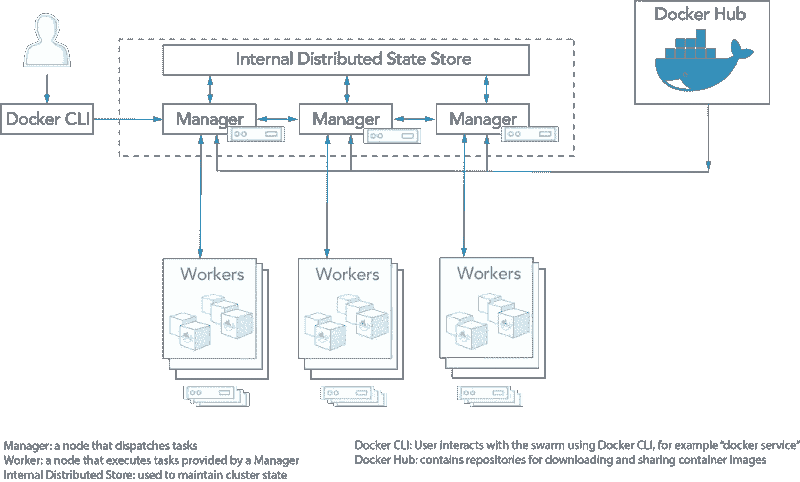 Docker Hub
Internal Distributed State Store
Docker CLI
Manager
Manager
Manager
Workers
Workers
Workers
Manager: a node that dispatches tasks
Worker: a node that executes tasks provided by a Manager
Internal Distributed Store: used to maintain cluster state
Docker CLI: User interacts with the swarm using Docker CLI, for example "docker service"
Docker Hub: contains repositories for downloading and sharing container images